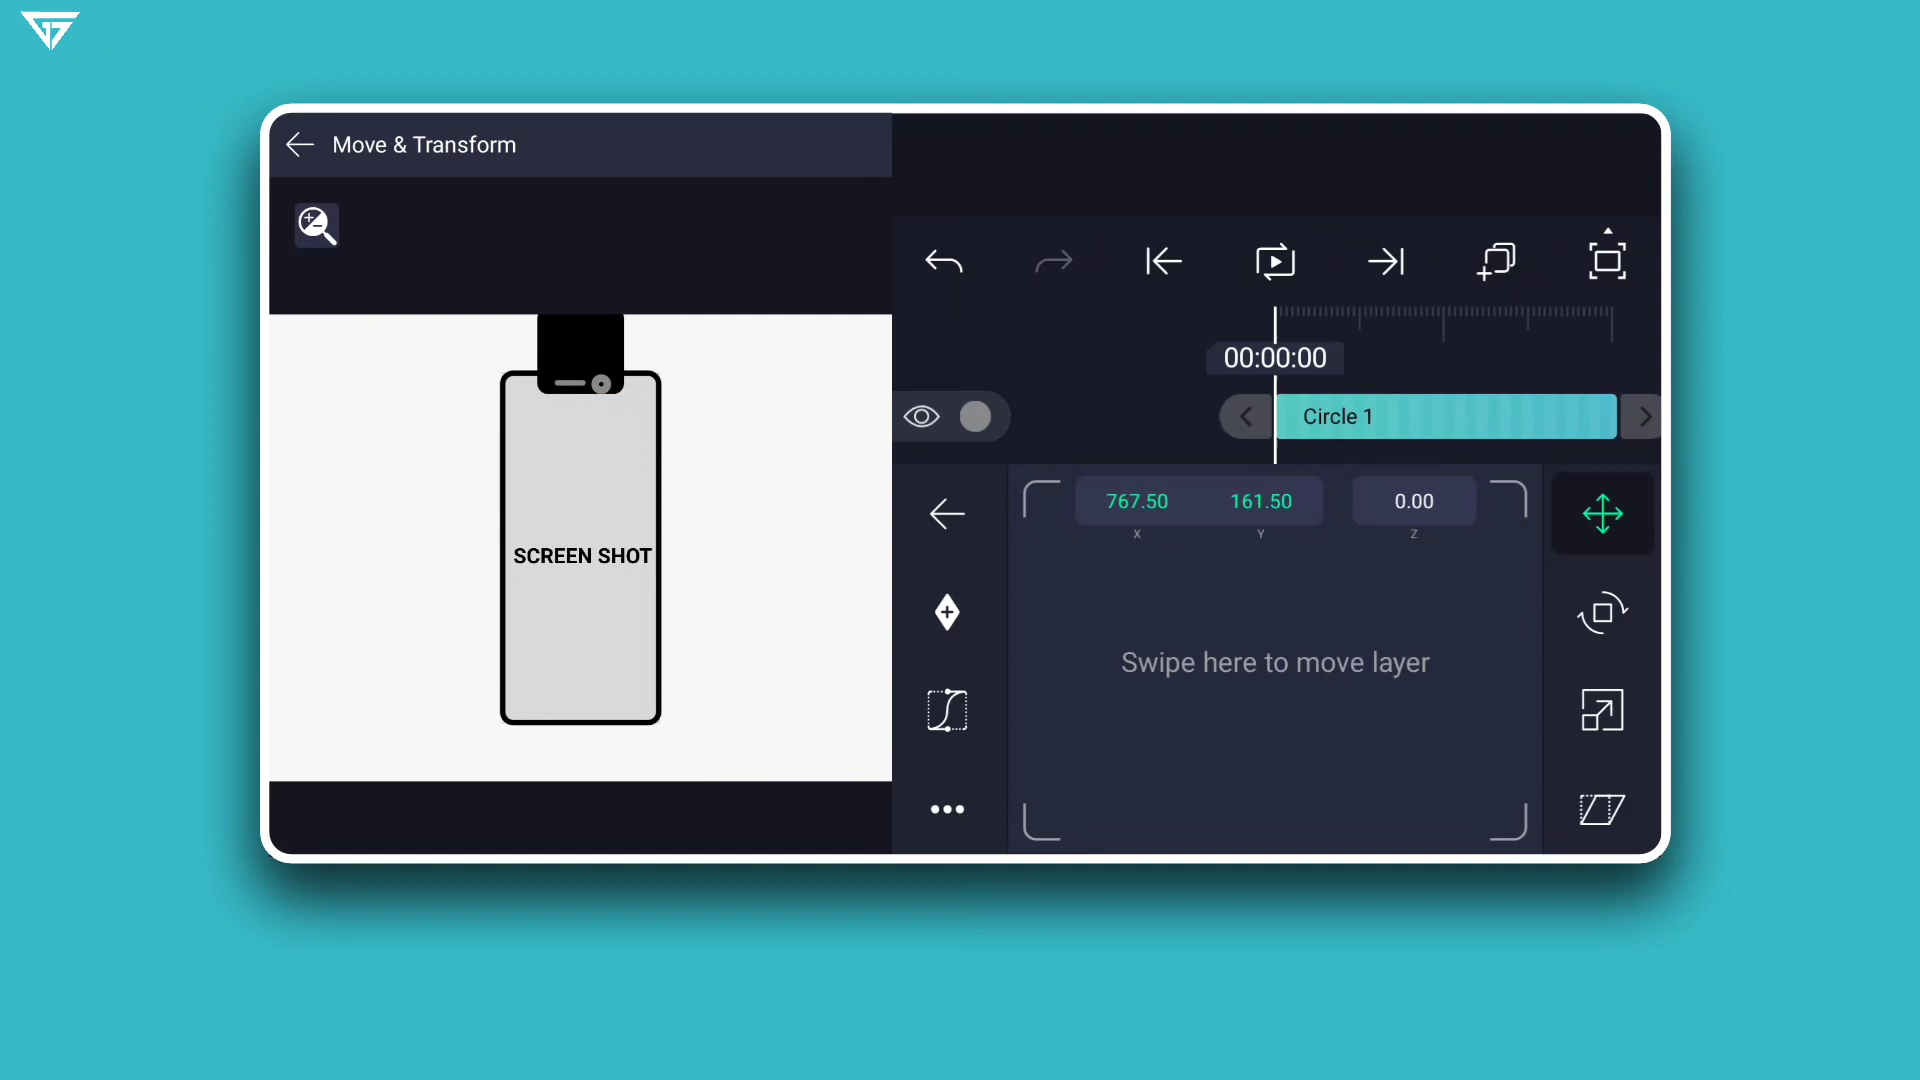 Move & Transform
SCREEN SHOT
00:00:00
Circle 1
767.50 161.50 0.00
X Y Z
Swipe here to move layer